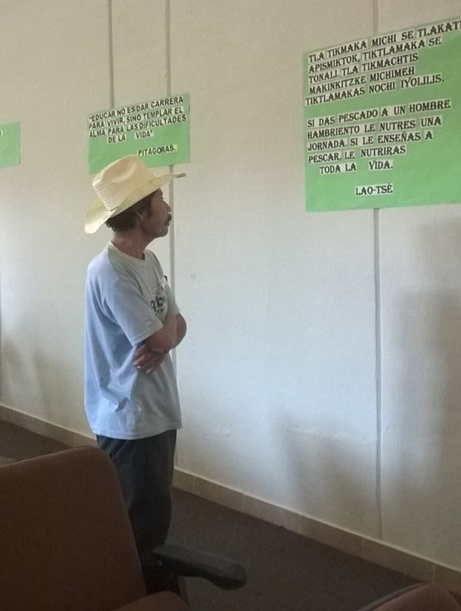 "EDUCAR NO ES DAR CARRERA
PARA VIVIR, SINO TEMPLAR EL
ALMA PARA LAS DIFICULTADES
DE LA VIDA"
PITAGORAS.
TLA TIKMAKA MICHI SE TLAKATL
APISMIKTOK, TIKTLAMAKA SE
TONALI. TLA TIKMACHTIS
MAKINKITZKE MICHIMEH
TIKTLAMAKAS NOCHI IYOLILIS,
SI DAS PESCADO A UN HOMBRE
HAMBRIENTO LE NUTRES UNA
JORNADA. SI LE ENSEÑAS A
PESCAR, LE NUTRIRAS
TODA LA VIDA.
LAO-TSÉ